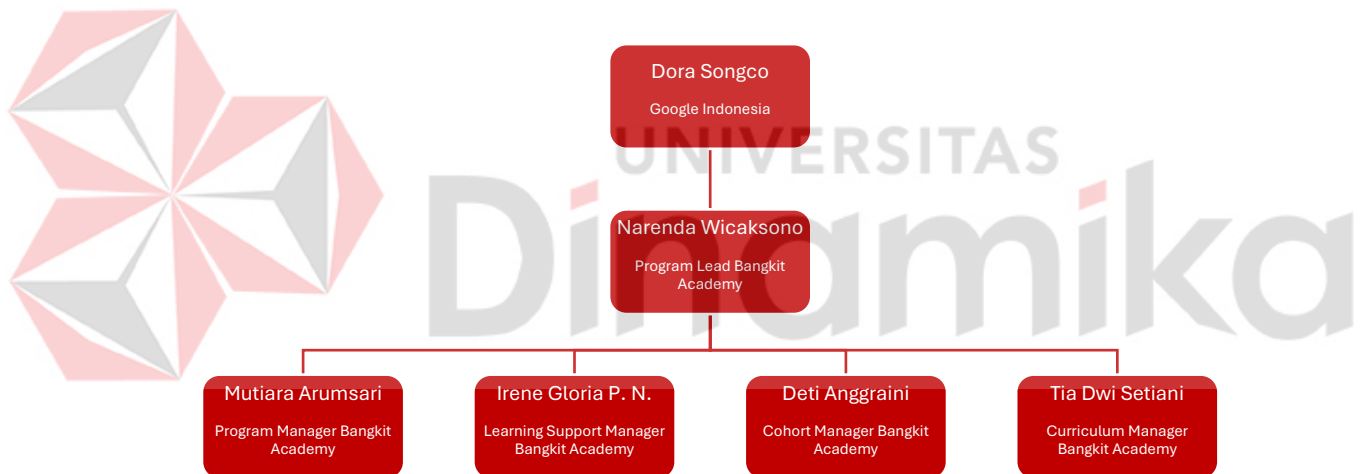 Dora Songco
Google Indonesia
UNIVERSITAS
Dinamika
Narenda Wicaksono
Program Lead Bangkit
Academy
Mutiara Arumsari
Program Manager Bangkit
Academy
Irene Gloria P. N.
Learning Support Manager
Bangkit Academy
Deti Anggraini
Cohort Manager Bangkit
Academy
Tia Dwi Setiani
Curriculum Manager
Bangkit Academy